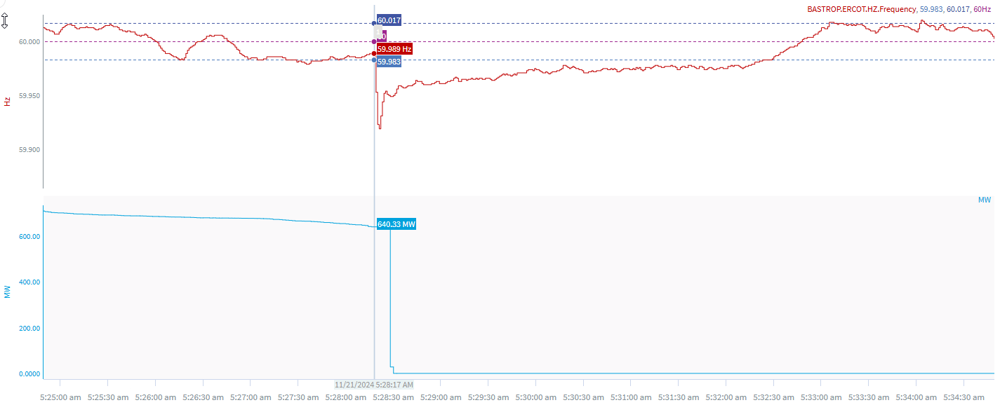 BASTROP.ERCOT.HZ.Frequency, 59.983, 60.017, 60Hz
60.017
60.000
0
59.989 Hz
59.983
59.950
Hz
59.900
MW
640.33 MW
600.00
400.00
MW
200.00
0.0000
11/21/2024 5:28:17 AM
5:25:00 am 5:25:30 am 5:26:00 am 5:26:30 am 5:27:00 am 5:27:30 am 5:28:00 am 5:28:30 am 5:29:00 am 5:29:30 am 5:30:00 am 5:30:30 am 5:31:00 am 5:31:30 am 5:32:00 am 5:32:30 am 5:33:00 am 5:33:30 am 5:34:00 am 5:34:30 am